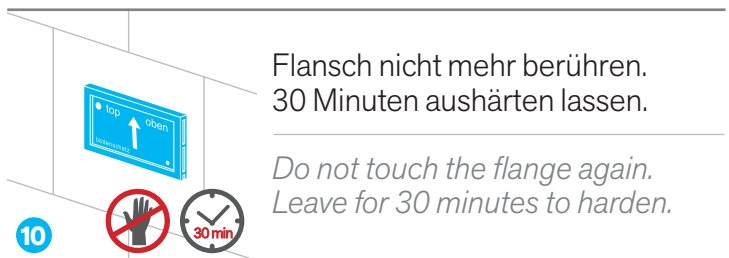 top
oben
bodenschatz
10
30 min
Flansch nicht mehr berühren.
30 Minuten aushärten lassen.
Do not touch the flange again.
Leave for 30 minutes to harden.